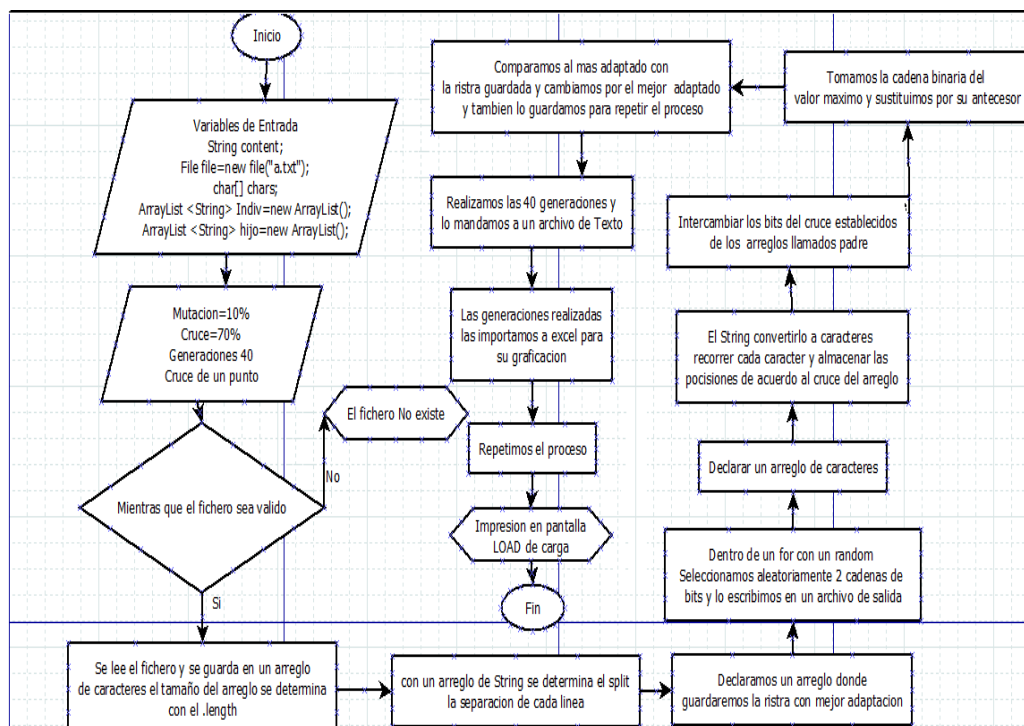 Inicio
Variables de Entrada
String content;
File file=new file("a.txt");
char[] chars;
ArrayList <String> Indiv=new ArrayList();
ArrayList <String> hijo=new ArrayList();
Mutacion=10%
Cruce=70%
Generaciones 40
Cruce de un punto
Mientras que el fichero sea valido
No
El fichero No existe
Si
Se lee el fichero y se guarda en un arreglo
de caracteres el tamaño del arreglo se determina
con el .length
con un arreglo de String se determina el split
la separacion de cada linea
Declaramos un arreglo donde
guardaremos la ristra con mejor adaptacion
Dentro de un for con un random
Seleccionamos aleatoriamente 2 cadenas de
bits y lo escribimos en un archivo de salida
Declarar un arreglo de caracteres
El String convertirlo a caracteres
recorrer cada caracter y almacenar las
pocisiones de acuerdo al cruce del arreglo
Intercambiar los bits del cruce establecidos
de los arreglos llamados padre
Tomamos la cadena binaria del
valor maximo y sustituimos por su antecesor
Comparamos al mas adaptado con
la ristra guardada y cambiamos por el mejor adaptado
y tambien lo guardamos para repetir el proceso
Realizamos las 40 generaciones y
lo mandamos a un archivo de Texto
Las generaciones realizadas
las importamos a excel para
su graficacion
Repetimos el proceso
Impresion en pantalla
LOAD de carga
Fin